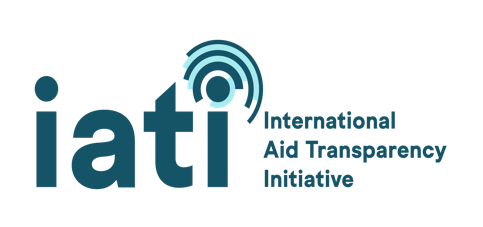 iati
International
Aid Transparency
Initiative